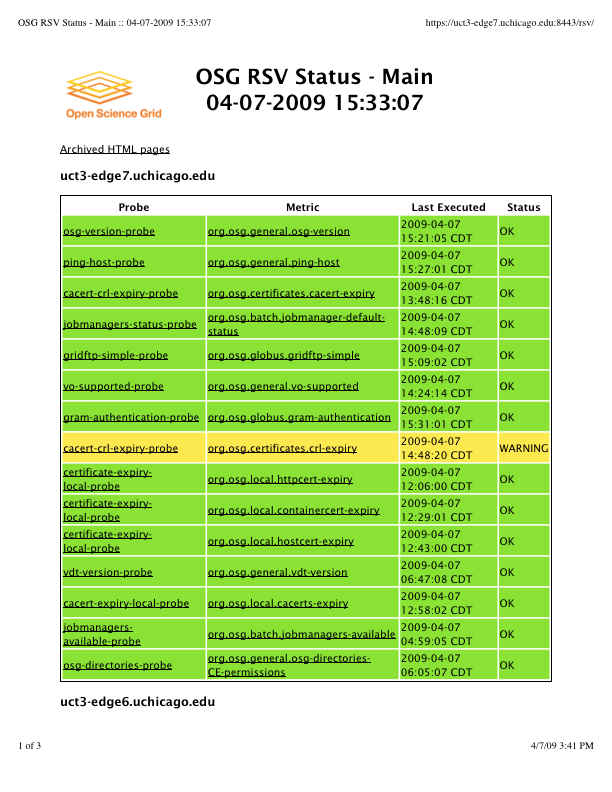 OSG RSV Status - Main :: 04-07-2009 15:33:07 https://uct3-edge7.uchicago.edu:8443/rsv/
Open Science Grid
OSG RSV Status - Main
04-07-2009 15:33:07
Archived HTML pages
uct3-edge7.uchicago.edu
Probe Metric Last Executed Status
osg-version-probe org.osg.general.osg-version 2009-04-07
15:21:05 CDT OK
ping-host-probe org.osg.general.ping-host 2009-04-07
15:27:01 CDT OK
cacert-crl-expiry-probe org.osg.certificates.cacert-expiry 2009-04-07
13:48:16 CDT OK
jobmanagers-status-probe org.osg.batch.jobmanager-default-
status 2009-04-07
14:48:09 CDT OK
gridftp-simple-probe org.osg.globus.gridftp-simple 2009-04-07
15:09:02 CDT OK
vo-supported-probe org.osg.general.vo-supported 2009-04-07
14:24:14 CDT OK
gram-authentication-probe org.osg.globus.gram-authentication 2009-04-07
15:31:01 CDT OK
cacert-crl-expiry-probe org.osg.certificates.crl-expiry 2009-04-07
14:48:20 CDT WARNING
certificate-expiry-
local-probe org.osg.local.httpcert-expiry 2009-04-07
12:06:00 CDT OK
certificate-expiry-
local-probe org.osg.local.containercert-expiry 2009-04-07
12:29:01 CDT OK
certificate-expiry-
local-probe org.osg.local.hostcert-expiry 2009-04-07
12:43:00 CDT OK
vdt-version-probe org.osg.general.vdt-version 2009-04-07
06:47:08 CDT OK
cacert-expiry-local-probe org.osg.local.cacerts-expiry 2009-04-07
12:58:02 CDT OK
jobmanagers-
available-probe org.osg.batch.jobmanagers-available 2009-04-07
04:59:05 CDT OK
osg-directories-probe org.osg.general.osg-directories-
CE-permissions 2009-04-07
06:05:07 CDT OK
uct3-edge6.uchicago.edu
1 of 3 4/7/09 3:41 PM